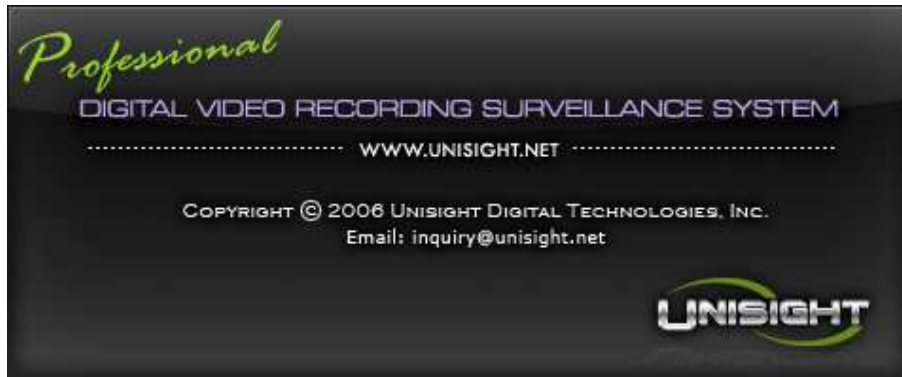 Professional
DIGITAL VIDEO RECORDING SURVEILLANCE SYSTEM
WWW.UNISIGHT.NET
COPYRIGHT © 2006 UNISIGHT DIGITAL TECHNOLOGIES, INC.
Email: inquiry@unisight.net
UNISIGHT